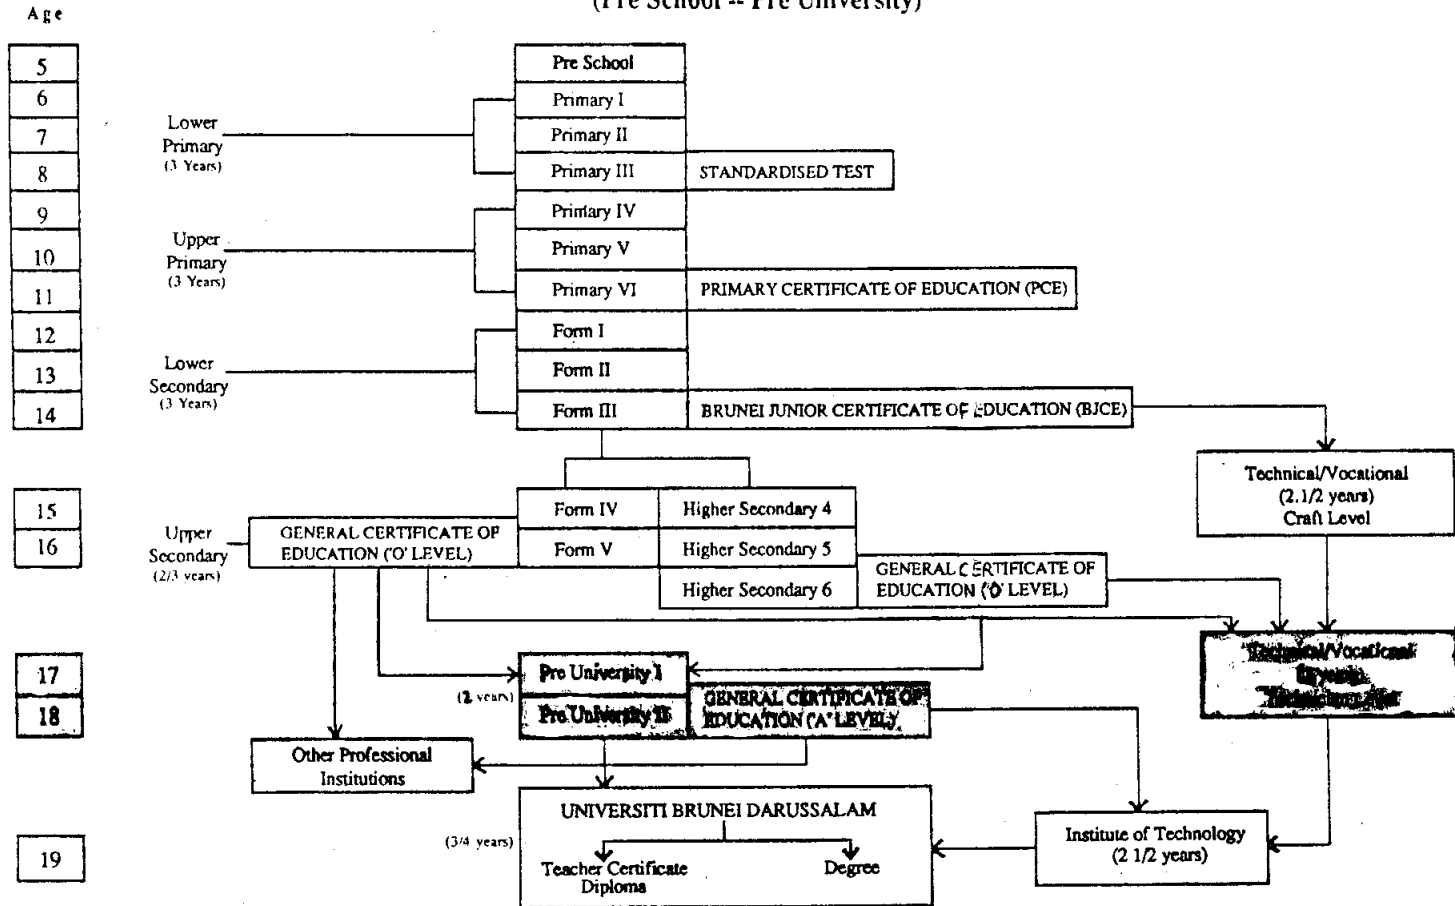 (Pre School -- Pre University)
Age
5
Pre School
6
Primary I
7
Lower
Primary
(3 Years)
Primary II
8
Primary III
STANDARDISED TEST
9
Primary IV
10
Upper
Primary
(3 Years)
Primary V
11
Primary VI
PRIMARY CERTIFICATE OF EDUCATION (PCE)
12
Form I
13
Lower
Secondary
(3 Years)
Form II
14
Form III
BRUNEI JUNIOR CERTIFICATE OF EDUCATION (BJCE)
Technical/Vocational
(2.1/2 years)
Craft Level
15
Form IV
Higher Secondary 4
16
Upper
Secondary
(2/3 years)
GENERAL CERTIFICATE OF
EDUCATION ('O' LEVEL)
Form V
Higher Secondary 5
Higher Secondary 6
GENERAL CERTIFICATE OF
EDUCATION ('O' LEVEL)
17
Pre University I
(2 years)
18
Pre University II
GENERAL CERTIFICATE OF
EDUCATION ('A' LEVEL)
Technical/Vocational
Other Professional
Institutions
UNIVERSITI BRUNEI DARUSSALAM
(3/4 years)
Teacher Certificate
Diploma
Degree
Institute of Technology
(2 1/2 years)
19